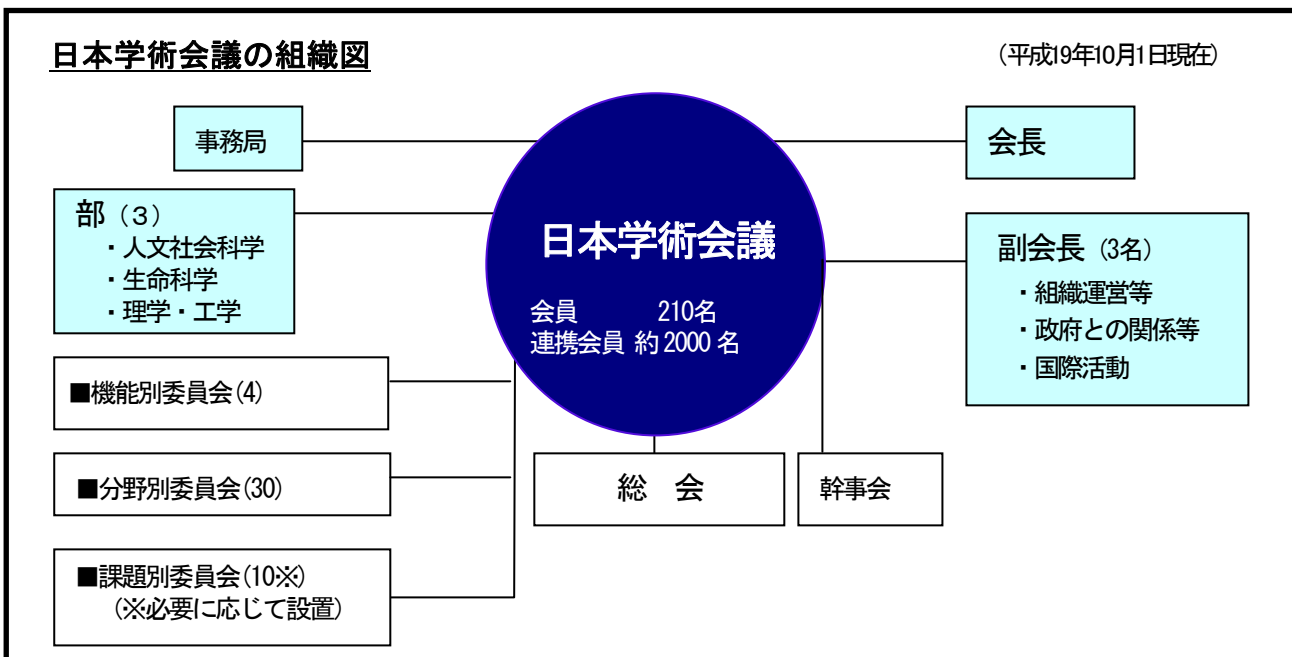 日本学術会議の組織図
(平成19年10月1日現在)
事務局
会長
部(3)
・人文社会科学
・生命科学
・理学・工学
日本学術会議
会員 210名
連携会員 約2000名
副会長(3名)
・組織運営等
・政府との関係等
・国際活動
■機能別委員会(4)
■分野別委員会(30)
■課題別委員会(10※)
(※必要に応じて設置)
総 会
幹事会